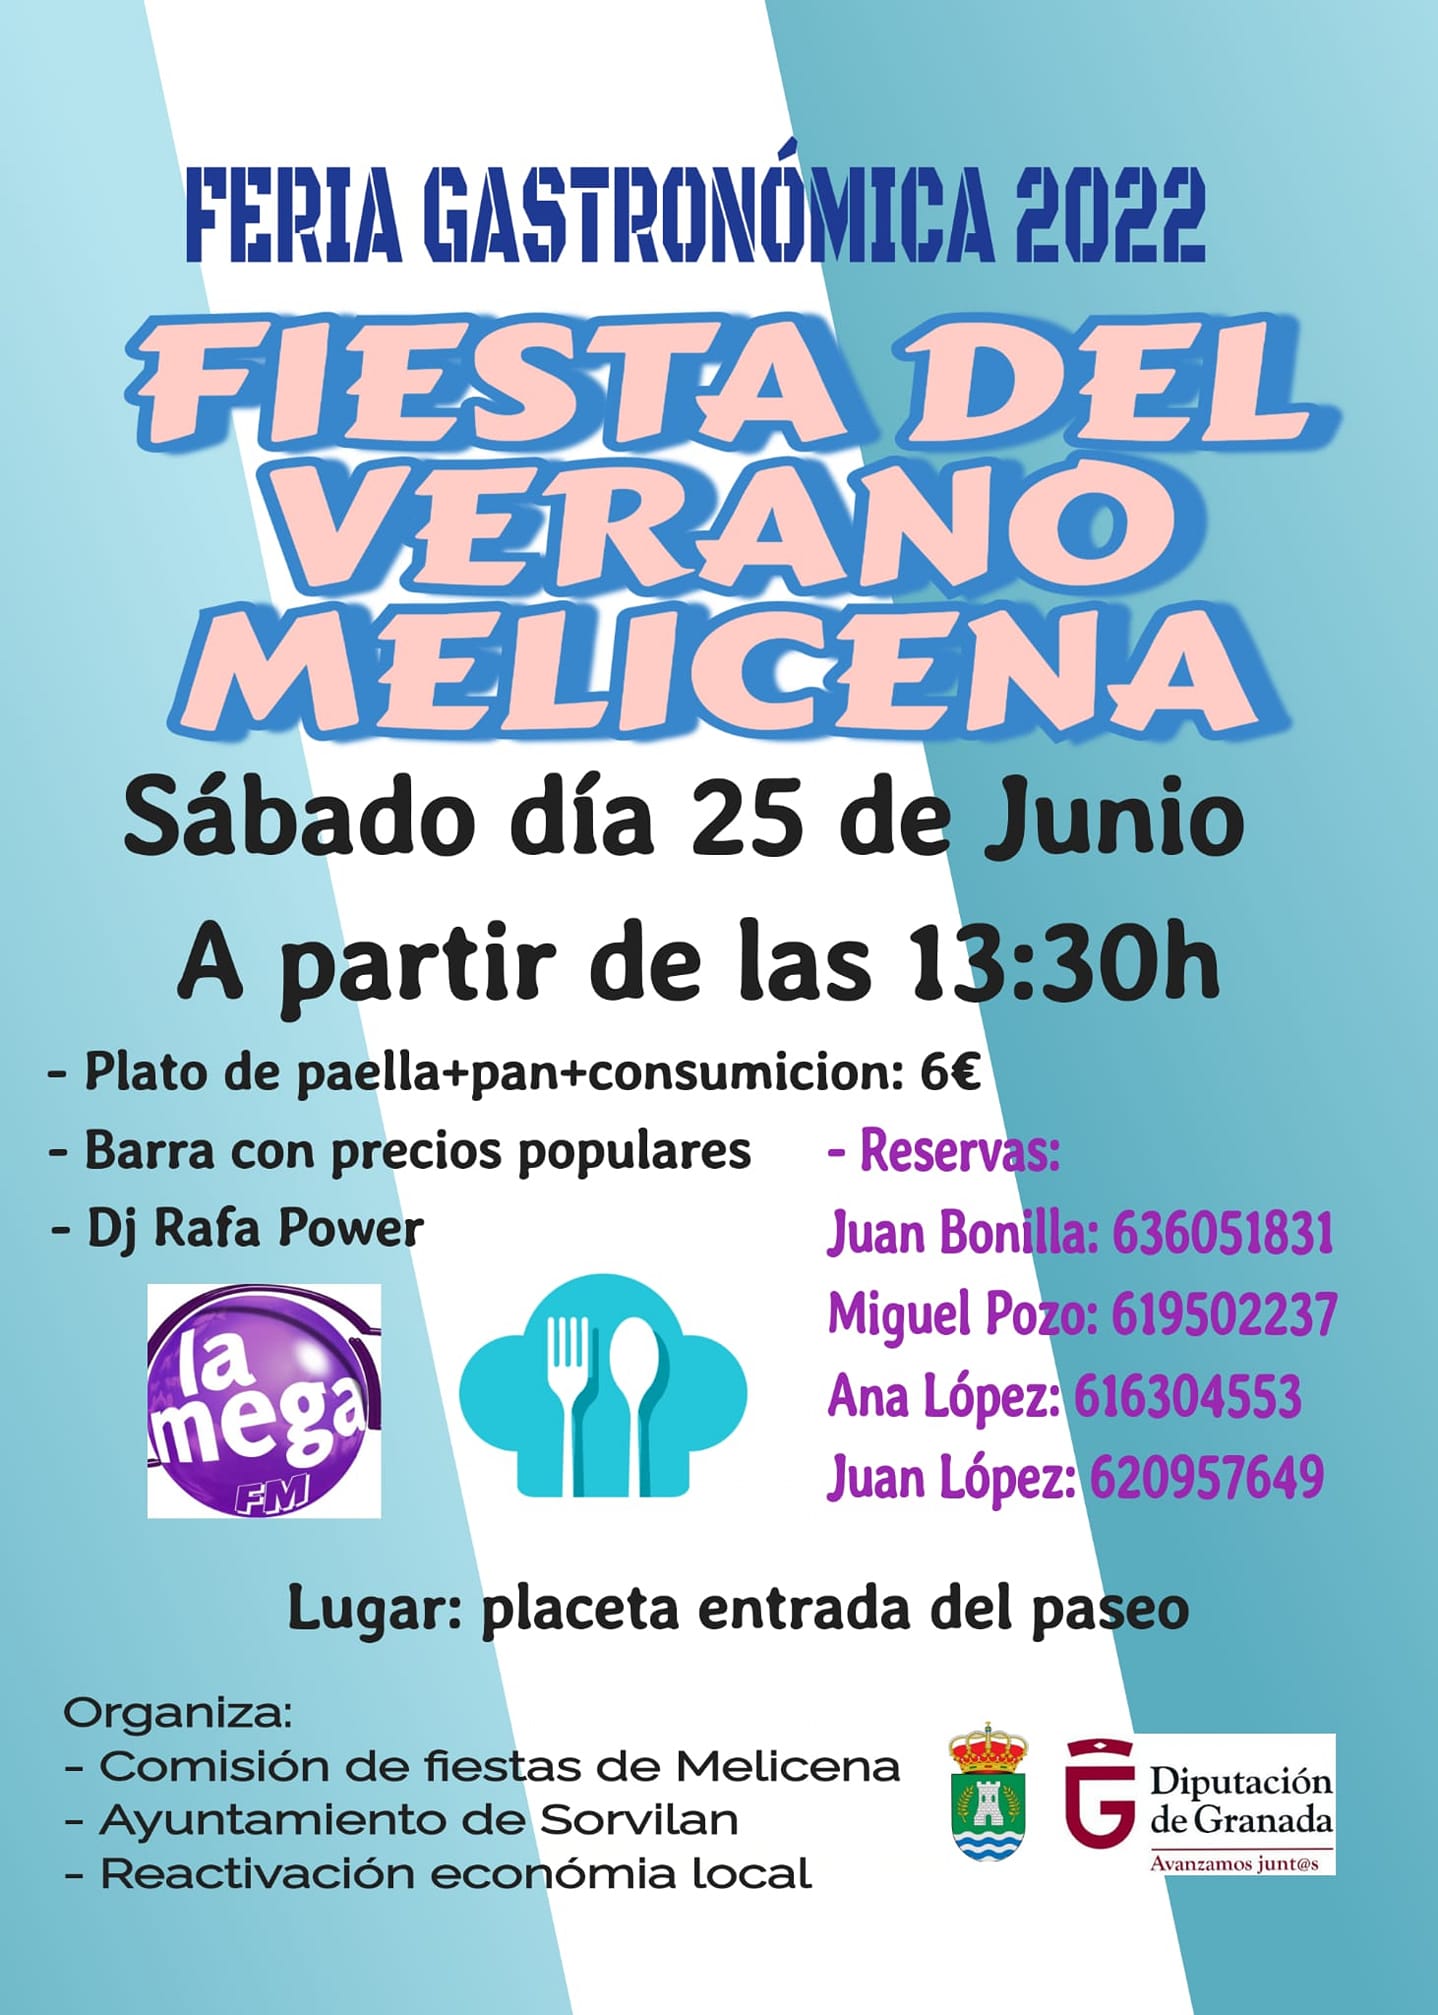 FERIA GASTRONÓMICA 2022
FIESTA DEL
VERANO
MELICENA
Sábado día 25 de Junio
A partir de las 13:30h
- Plato de paella+pan+consumicion: 6€
- Barra con precios populares
- Dj Rafa Power
- Reservas:
Juan Bonilla: 636051831
Miguel Pozo: 619502237
Ana López: 616304553
Juan López: 620957649
la
mega
FM
Lugar: placeta entrada del paseo
Organiza:
- Comisión de fiestas de Melicena
- Ayuntamiento de Sorvilan
- Reactivación económia local
Diputación
de Granada
Avanzamos junt@s